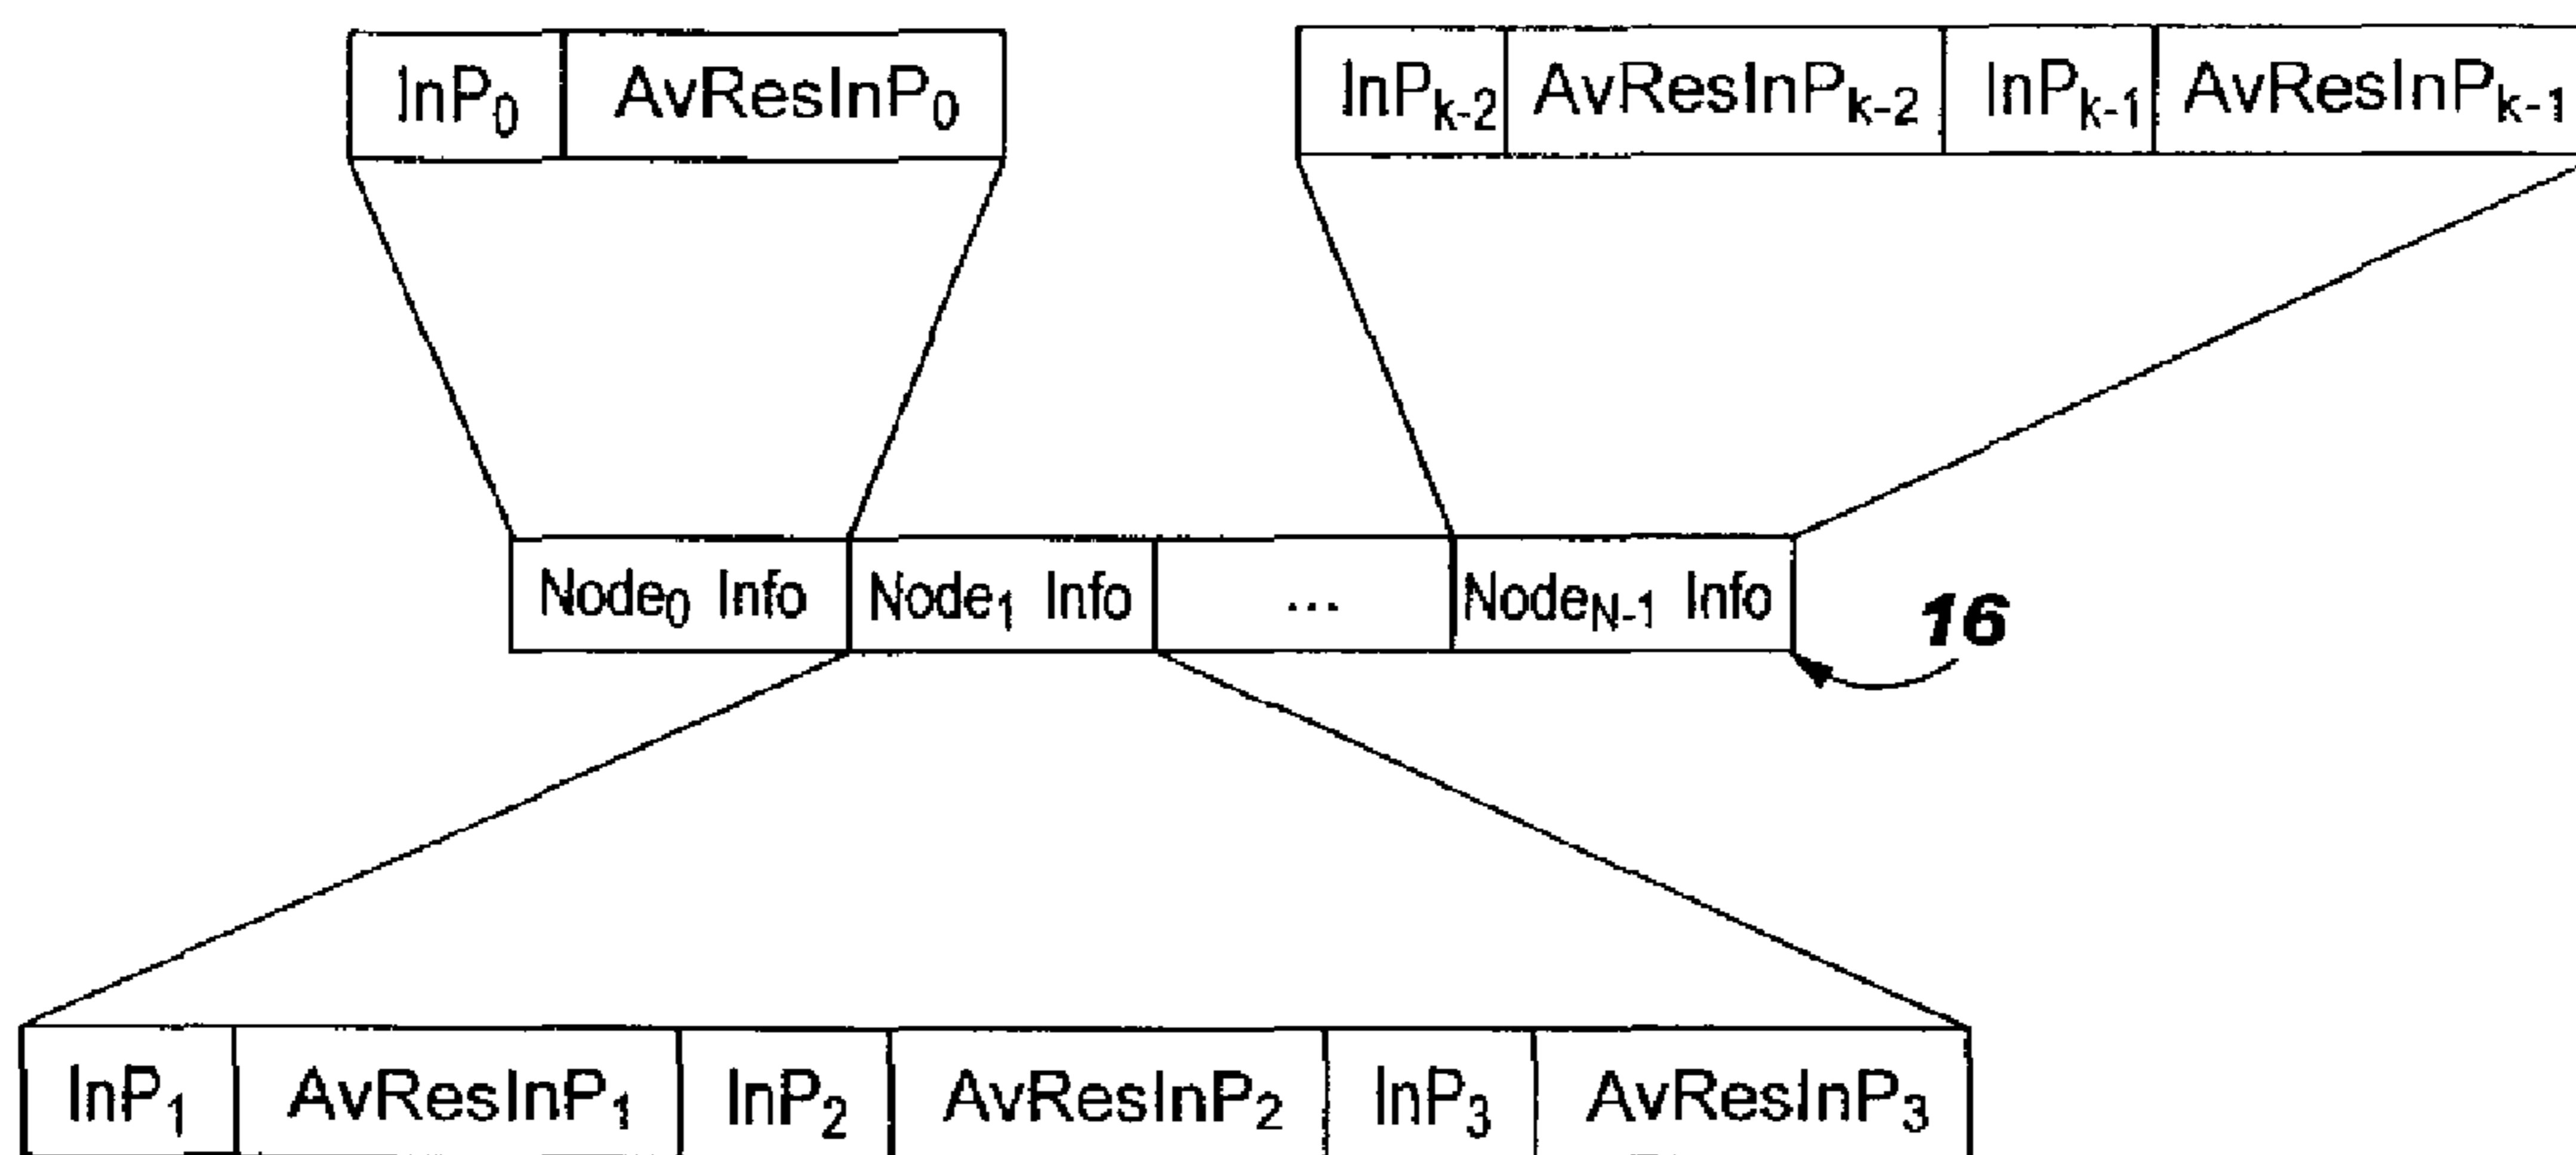 InP₀ AvResInP₀ InPₖ₋₂ AvResInPₖ₋₂ InPₖ₋₁ AvResInPₖ₋₁
Node₀ Info Node₁ Info ... Node_N-1 Info 16
InP₁ AvResInP₁ InP₂ AvResInP₂ InP₃ AvResInP₃